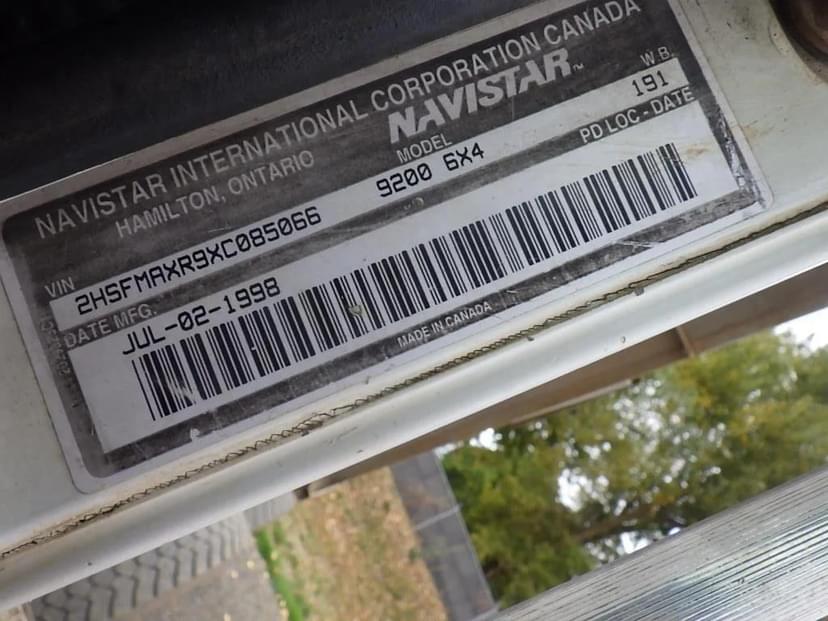 NAVISTAR INTERNATIONAL CORPORATION CANADA
HAMILTON, ONTARIO
NAVISTAR™
VIN
MODEL
W.B.
2HSFMAXR9XC085066
9200 6X4
191
DATE MFG.
PD LOC - DATE
JUL-02-1998
MADE IN CANADA